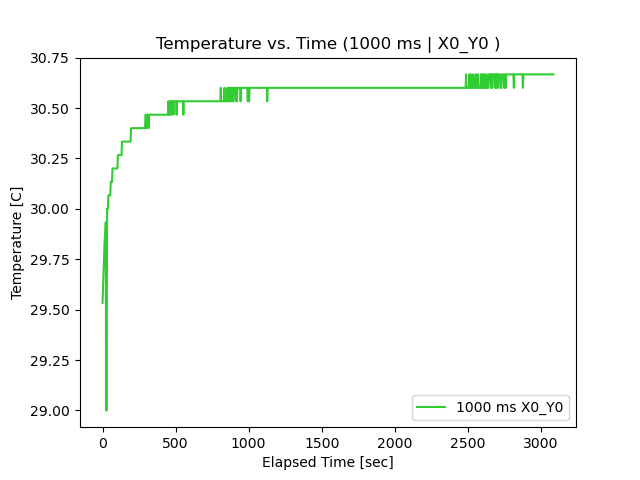 Temperature vs. Time (1000 ms | X0_Y0 )
30.75
30.50
30.25
30.00
29.75
29.50
29.25
29.00
Temperature [C]
1000 ms X0_Y0
0 500 1000 1500 2000 2500 3000
Elapsed Time [sec]